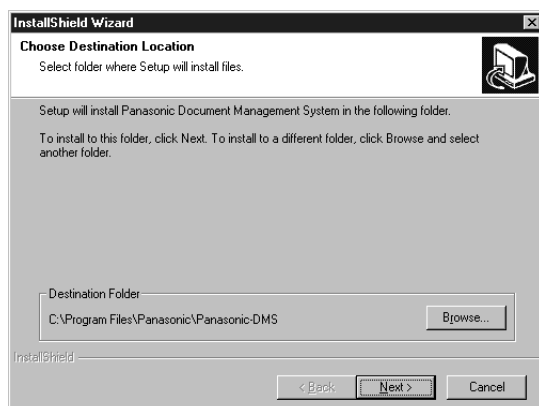 InstallShield Wizard
Choose Destination Location
Select folder where Setup will install files.
Setup will install Panasonic Document Management System in the following folder.
To install to this folder, click Next. To install to a different folder, click Browse and select
another folder.
Destination Folder
C:\Program Files\Panasonic\Panasonic-DMS
Browse...
InstallShield
< Back
Next >
Cancel